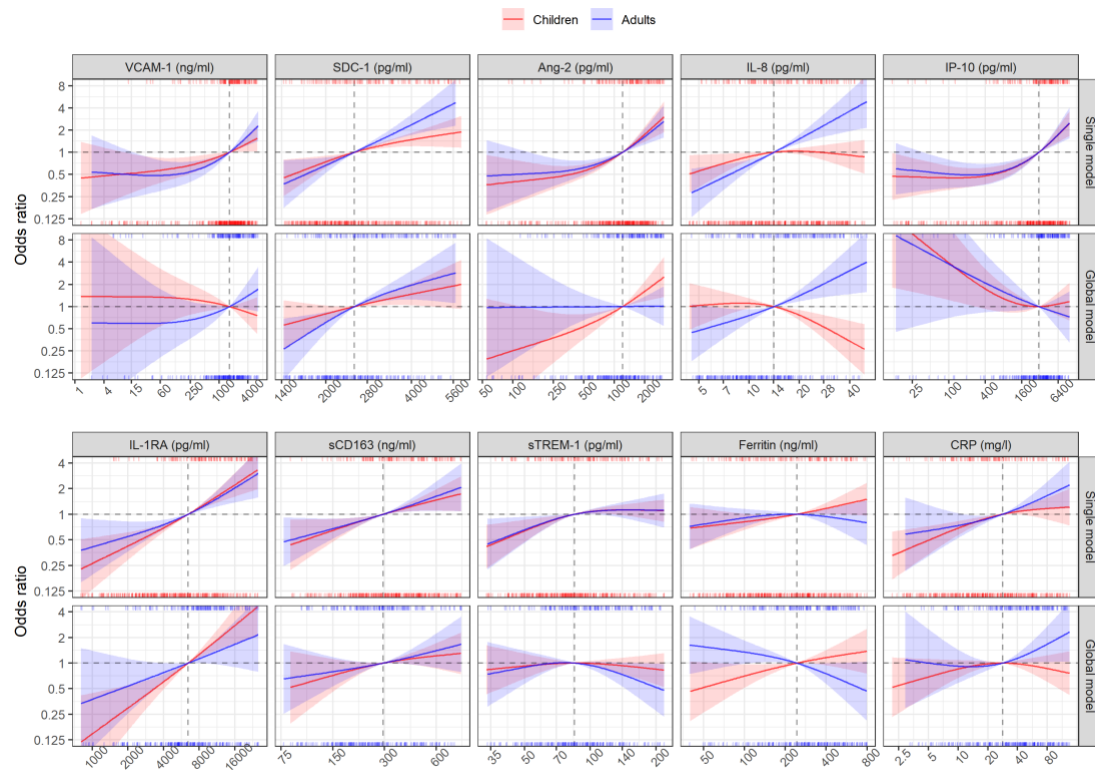 Children Adults
VCAM-1 (ng/ml) SDC-1 (pg/ml) Ang-2 (pg/ml) IL-8 (pg/ml) IP-10 (pg/ml)
Odds ratio
8
4
2
1
0.5
0.25
0.125
Single model
8
4
2
1
0.5
0.25
0.125
Global model
1 4 15 60 250 1000 4000 1400 2000 2800 4000 5600 50 100 250 500 1000 2000 5 7 10 14 20 28 40 25 100 400 1600 6400
IL-1RA (pg/ml) sCD163 (ng/ml) sTREM-1 (pg/ml) Ferritin (ng/ml) CRP (mg/l)
Odds ratio
4
2
1
0.5
0.25
0.125
Single model
4
2
1
0.5
0.25
0.125
Global model
1000 2000 4000 8000 1600 75 150 300 600 35 50 70 100 150 200 50 100 200 400 800 2.5 5 10 20 40 80